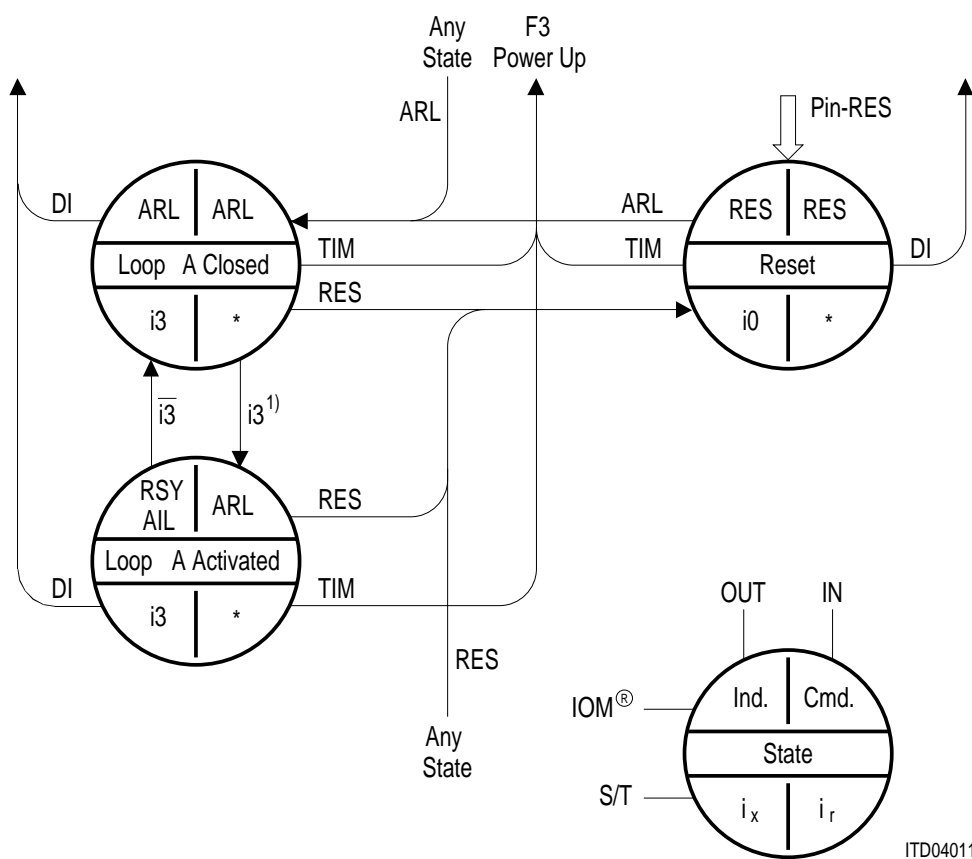 Any
State
F3
Power Up
ARL
Pin-RES
DI
ARL
ARL
ARL
RES
RES
TIM
TIM
DI
Loop A Closed
Reset
RES
i3
*
i0
*
i3̅
i3 1)
RSY
AIL
ARL
RES
Loop A Activated
DI
TIM
i3
*
OUT
IN
RES
IOM®
Ind.
Cmd.
Any
State
State
S/T
i x
i r
ITD04011